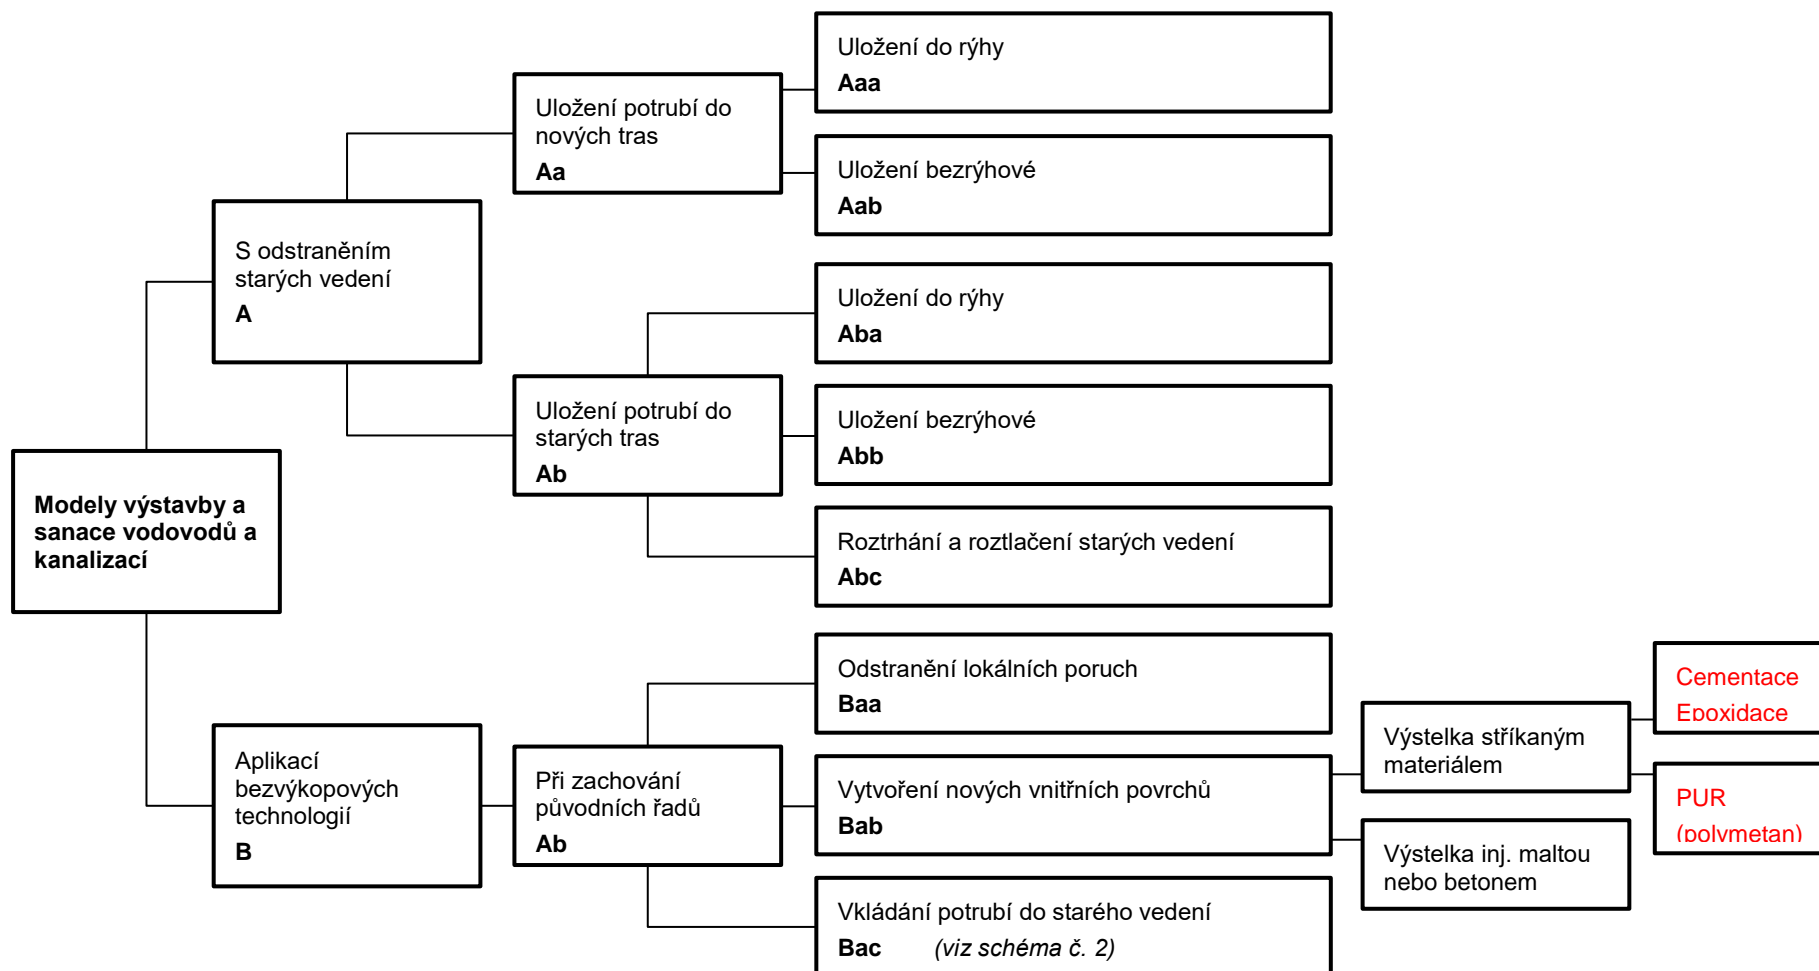 Modely výstavby a
sanace vodovodů a
kanalizací
S odstraněním
starých vedení
A
Uložení potrubí do
nových tras
Aa
Uložení do rýhy
Aaa
Uložení bezrýhové
Aab
Uložení potrubí do
starých tras
Ab
Uložení do rýhy
Aba
Uložení bezrýhové
Abb
Roztrhání a roztlačení starých vedení
Abc
Aplikací
bezvýkopových
technologií
B
Při zachování
původních řadů
Ab
Odstranění lokálních poruch
Baa
Vytvoření nových vnitřních povrchů
Bab
Výstelka stříkaným
materiálem
Cementace
Epoxidace
PUR
(polymetan)
Výstelka inj. maltou
nebo betonem
Vkládání potrubí do starého vedení
Bac (viz schéma č. 2)